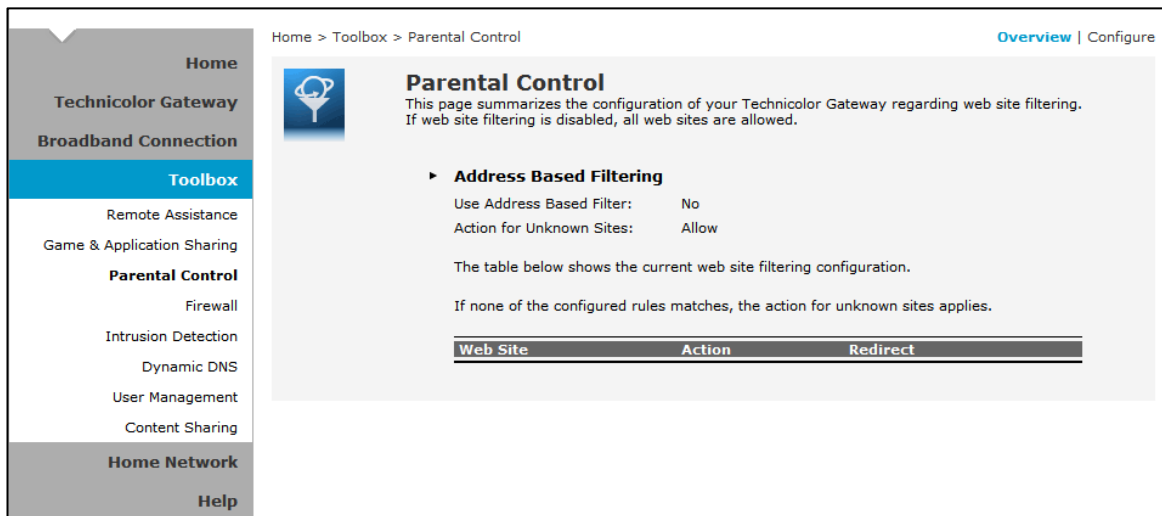 Home > Toolbox > Parental Control
Overview | Configure
Home
Technicolor Gateway
Broadband Connection
Toolbox
Remote Assistance
Game & Application Sharing
Parental Control
Firewall
Intrusion Detection
Dynamic DNS
User Management
Content Sharing
Home Network
Help
Parental Control
This page summarizes the configuration of your Technicolor Gateway regarding web site filtering.
If web site filtering is disabled, all web sites are allowed.
Address Based Filtering
Use Address Based Filter: No
Action for Unknown Sites: Allow
The table below shows the current web site filtering configuration.
If none of the configured rules matches, the action for unknown sites applies.
Web Site Action Redirect